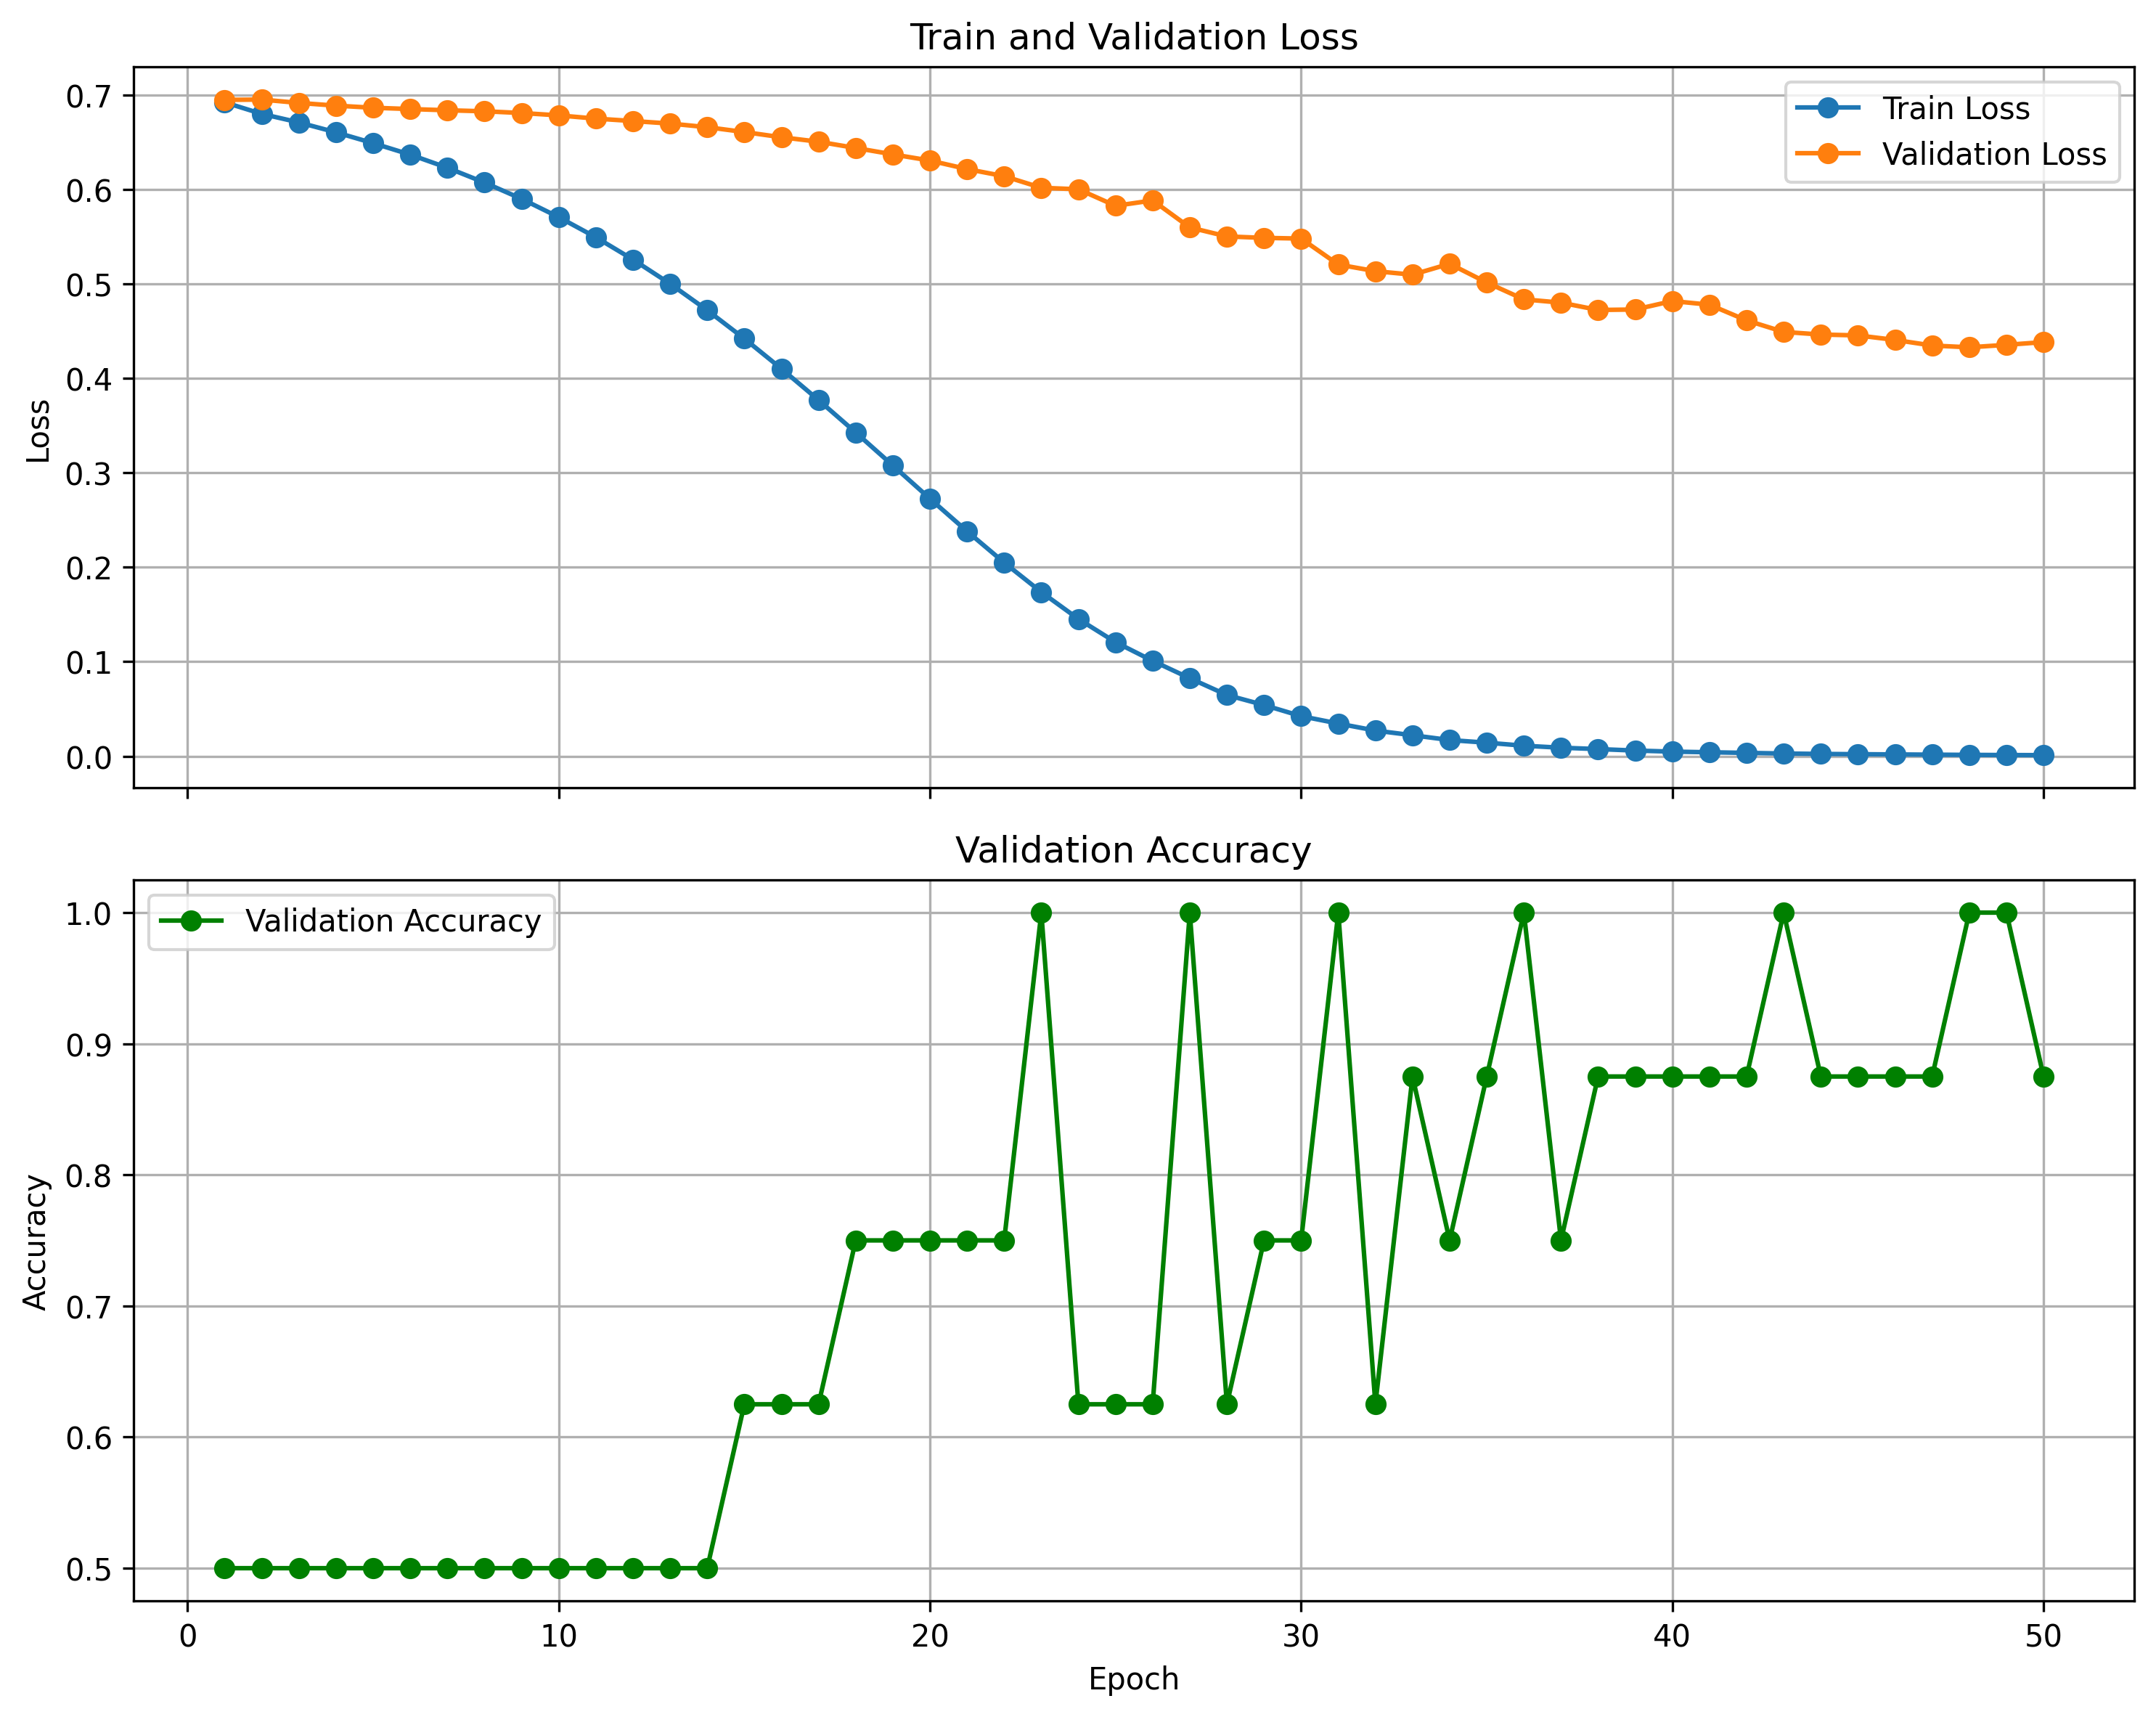 Train and Validation Loss
0.7
0.6
0.5
0.4
0.3
0.2
0.1
0.0
Loss
Train Loss
Validation Loss
Validation Accuracy
1.0
0.9
0.8
0.7
0.6
0.5
Accuracy
Validation Accuracy
0 10 20 30 40 50
Epoch